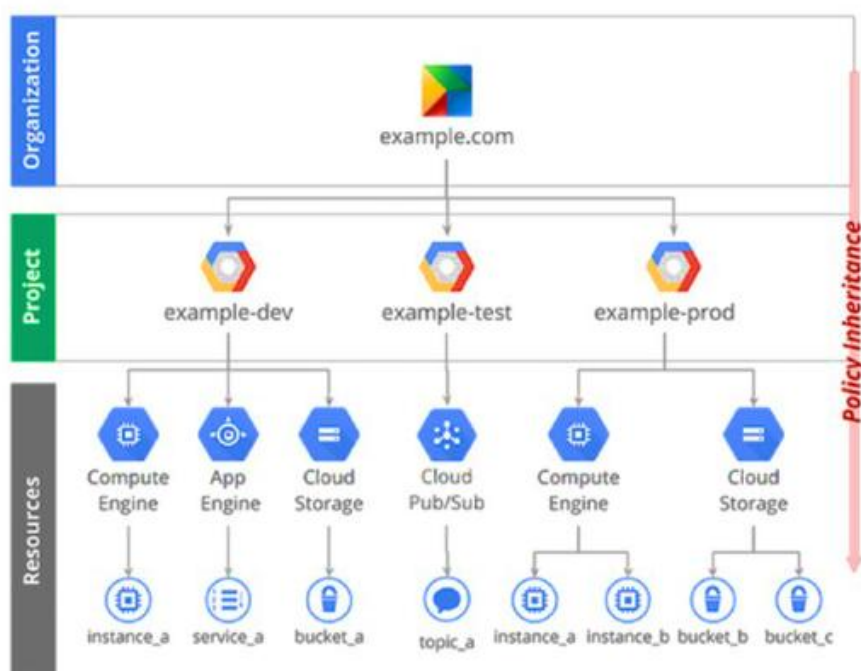 Organization
example.com
Project
example-dev
example-test
example-prod
Policy Inheritance
Resources
Compute
Engine
App
Engine
Cloud
Storage
Cloud
Pub/Sub
Compute
Engine
Cloud
Storage
instance_a
service_a
bucket_a
topic_a
instance_a
instance_b
bucket_b
bucket_c